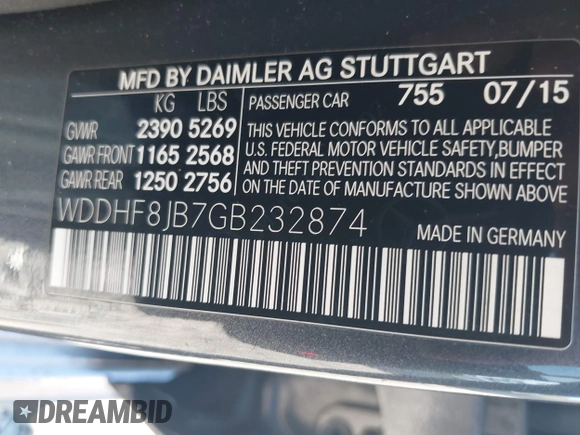 MFD BY DAIMLER AG STUTTGART
KG LBS
PASSENGER CAR 755 07/15
GVWR 2390 5269
GAWR FRONT 1165 2568
GAWR REAR 1250 2756
THIS VEHICLE CONFORMS TO ALL APPLICABLE
U.S. FEDERAL MOTOR VEHICLE SAFETY,BUMPER
AND THEFT PREVENTION STANDARDS IN EFFECT
ON THE DATE OF MANUFACTURE SHOWN ABOVE
WDDHF8JB7GB232874
MADE IN GERMANY
DREAMBID